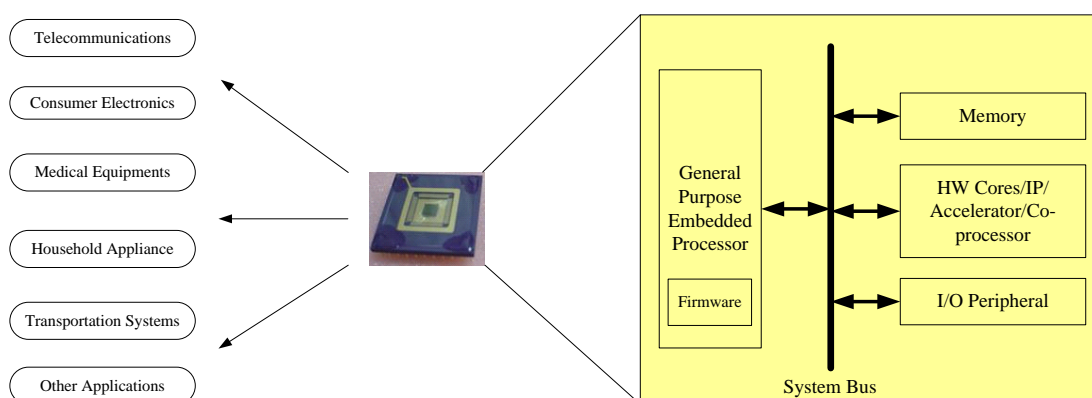 Telecommunications
Consumer Electronics
Medical Equipments
Household Appliance
Transportation Systems
Other Applications
General
Purpose
Embedded
Processor
Firmware
Memory
HW Cores/IP/
Accelerator/Co-
processor
I/O Peripheral
System Bus